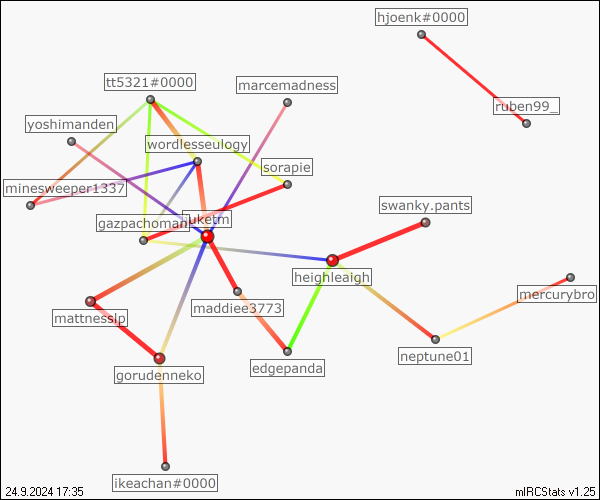 hjoenk#0000
tt5321#0000
marcemadness
ruben99_
yoshimanden
wordlesseulogy
sorapie
minesweeper1337
swanky.pants
gazpachoman
luketm
heighleaigh
mercurybro
maddiee3773
mattnesslp
neptune01
edgepanda
gorudenneko
ikeachan#0000
24.9.2024 17:35
mIRCStats v1.25